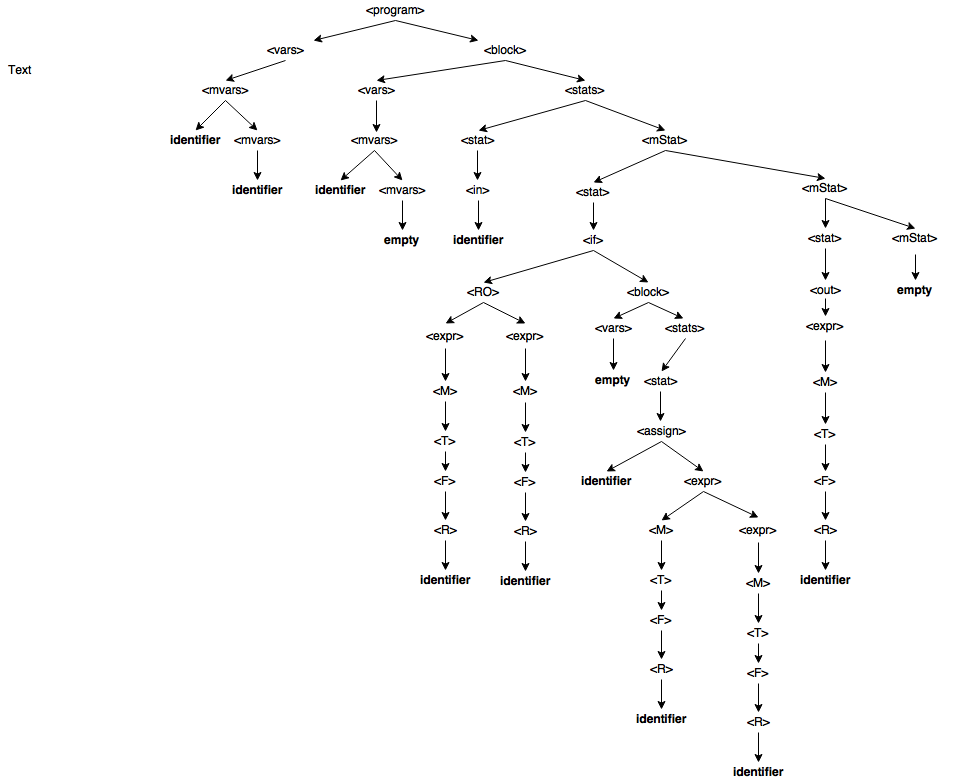 <program>
<vars> <block>
Text
<mvars> <vars> <stats>
identifier <mvars> <mvars> <stat> <mStat>
identifier identifier <mvars> <in> <stat> <mStat>
empty identifier <if> <stat> <mStat>
<RO> <block> <out> empty
<expr> <expr> <vars> <stats> <expr>
empty <stat> <M>
<M> <M>
<T> <T> <assign> <T>
<F> <F> identifier <expr> <F>
<R> <R> <M> <expr> <R>
identifier identifier <T> <M> identifier
<F> <T>
<R> <F>
identifier <R>
identifier